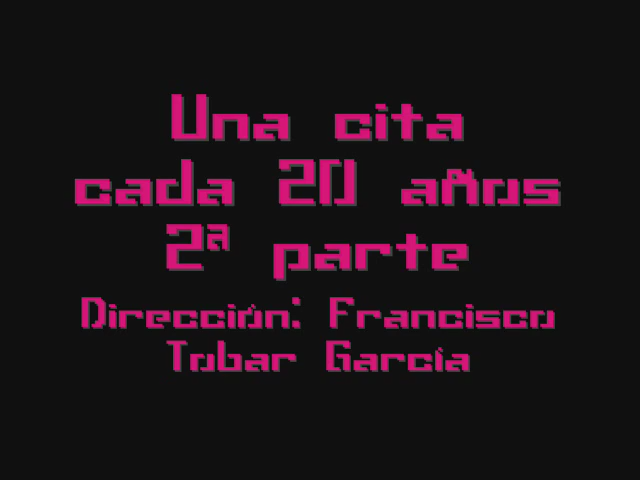 Una cita
cada 20 años
2ª parte
Dirección: Francisco
Tobar García